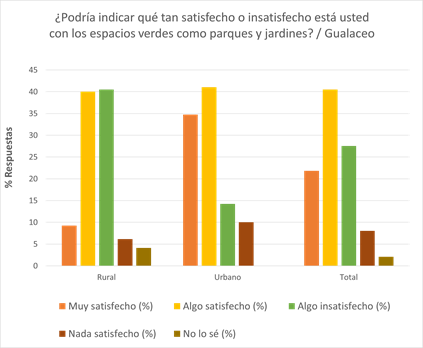 ¿Podría indicar qué tan satisfecho o insatisfecho está usted
con los espacios verdes como parques y jardines? / Gualaceo
45
40
35
30
25
20
15
10
5
0
% Respuestas
Rural
Urbano
Total
Muy satisfecho (%)
Algo satisfecho (%)
Algo insatisfecho (%)
Nada satisfecho (%)
No lo sé (%)